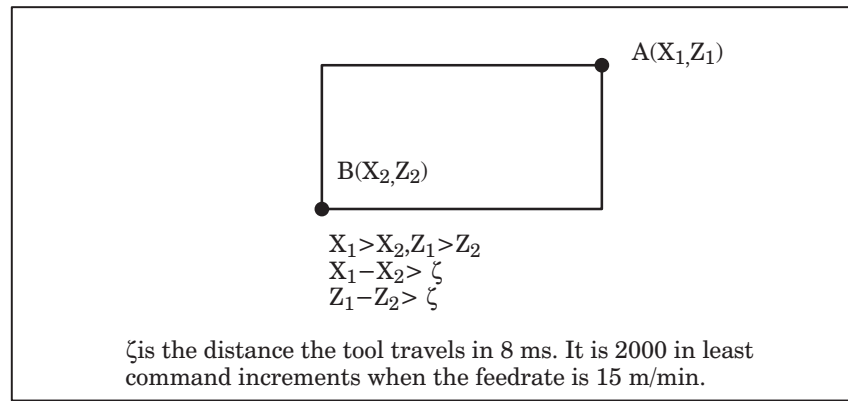 A(X₁,Z₁)
B(X₂,Z₂)
X₁>X₂,Z₁>Z₂
X₁−X₂> ζ
Z₁−Z₂> ζ
ζis the distance the tool travels in 8 ms. It is 2000 in least
command increments when the feedrate is 15 m/min.